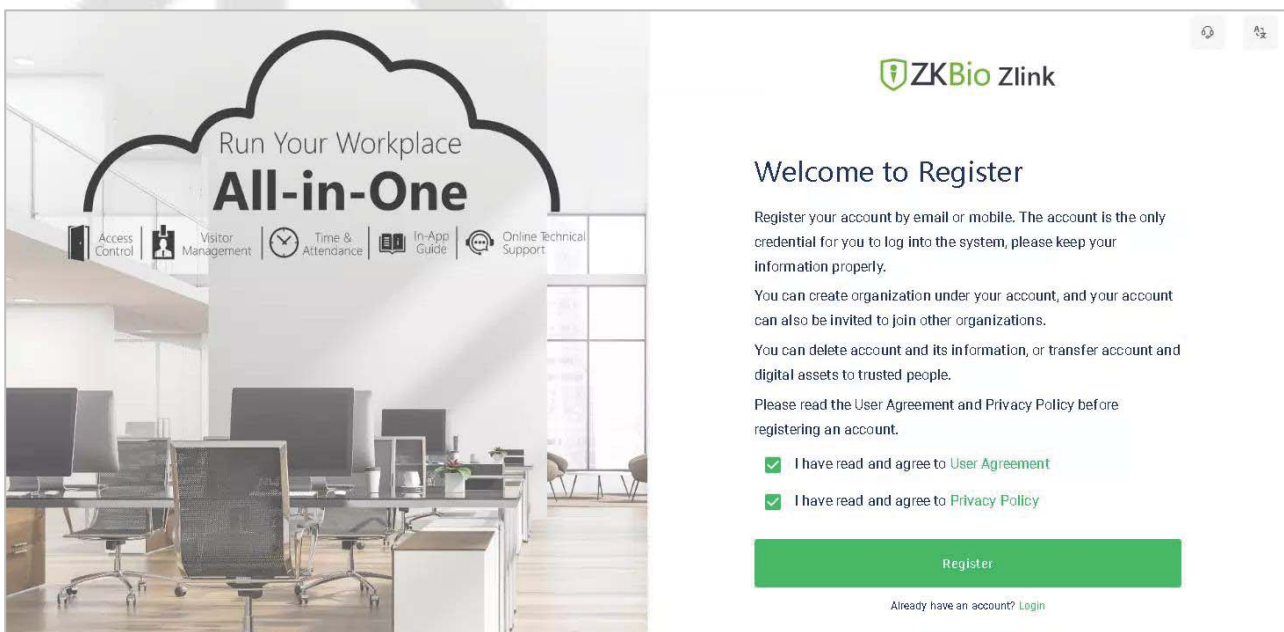 Run Your Workplace
All-in-One
Access Control
Visitor Management
Time & Attendance
In-App Guide
Online Technical Support
ZKBio Zlink
Welcome to Register
Register your account by email or mobile. The account is the only
credential for you to log into the system, please keep your
information properly.
You can create organization under your account, and your account
can also be invited to join other organizations.
You can delete account and its information, or transfer account and
digital assets to trusted people.
Please read the User Agreement and Privacy Policy before
registering an account.
I have read and agree to User Agreement
I have read and agree to Privacy Policy
Register
Already have an account? Login